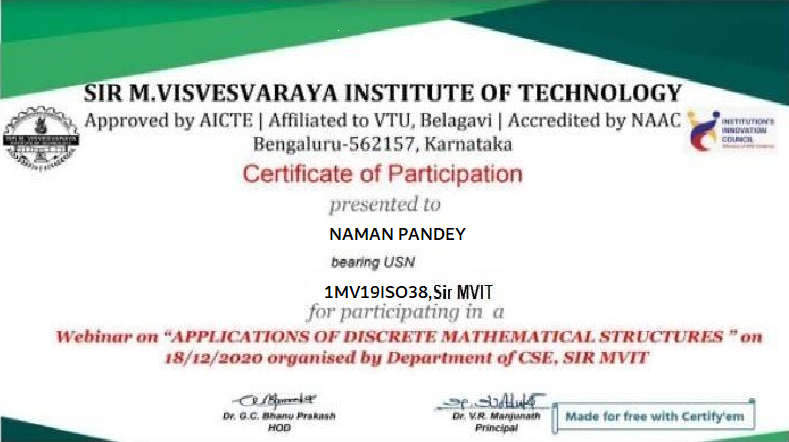 SIR M.VISVESVARAYA INSTITUTE OF TECHNOLOGY
Approved by AICTE | Affiliated to VTU, Belagavi | Accredited by NAAC
Bengaluru-562157, Karnataka
INSTITUTION'S
INNOVATION
COUNCIL
Certificate of Participation
presented to
NAMAN PANDEY
bearing USN
1MV19ISO38,Sir MVIT
for participating in a
Webinar on “APPLICATIONS OF DISCRETE MATHEMATICAL STRUCTURES ” on
18/12/2020 organised by Department of CSE, SIR MVIT
Dr. G.C. Bhanu Prakash
HOD
Dr. V.R. Manjunath
Principal
Made for free with Certify'em